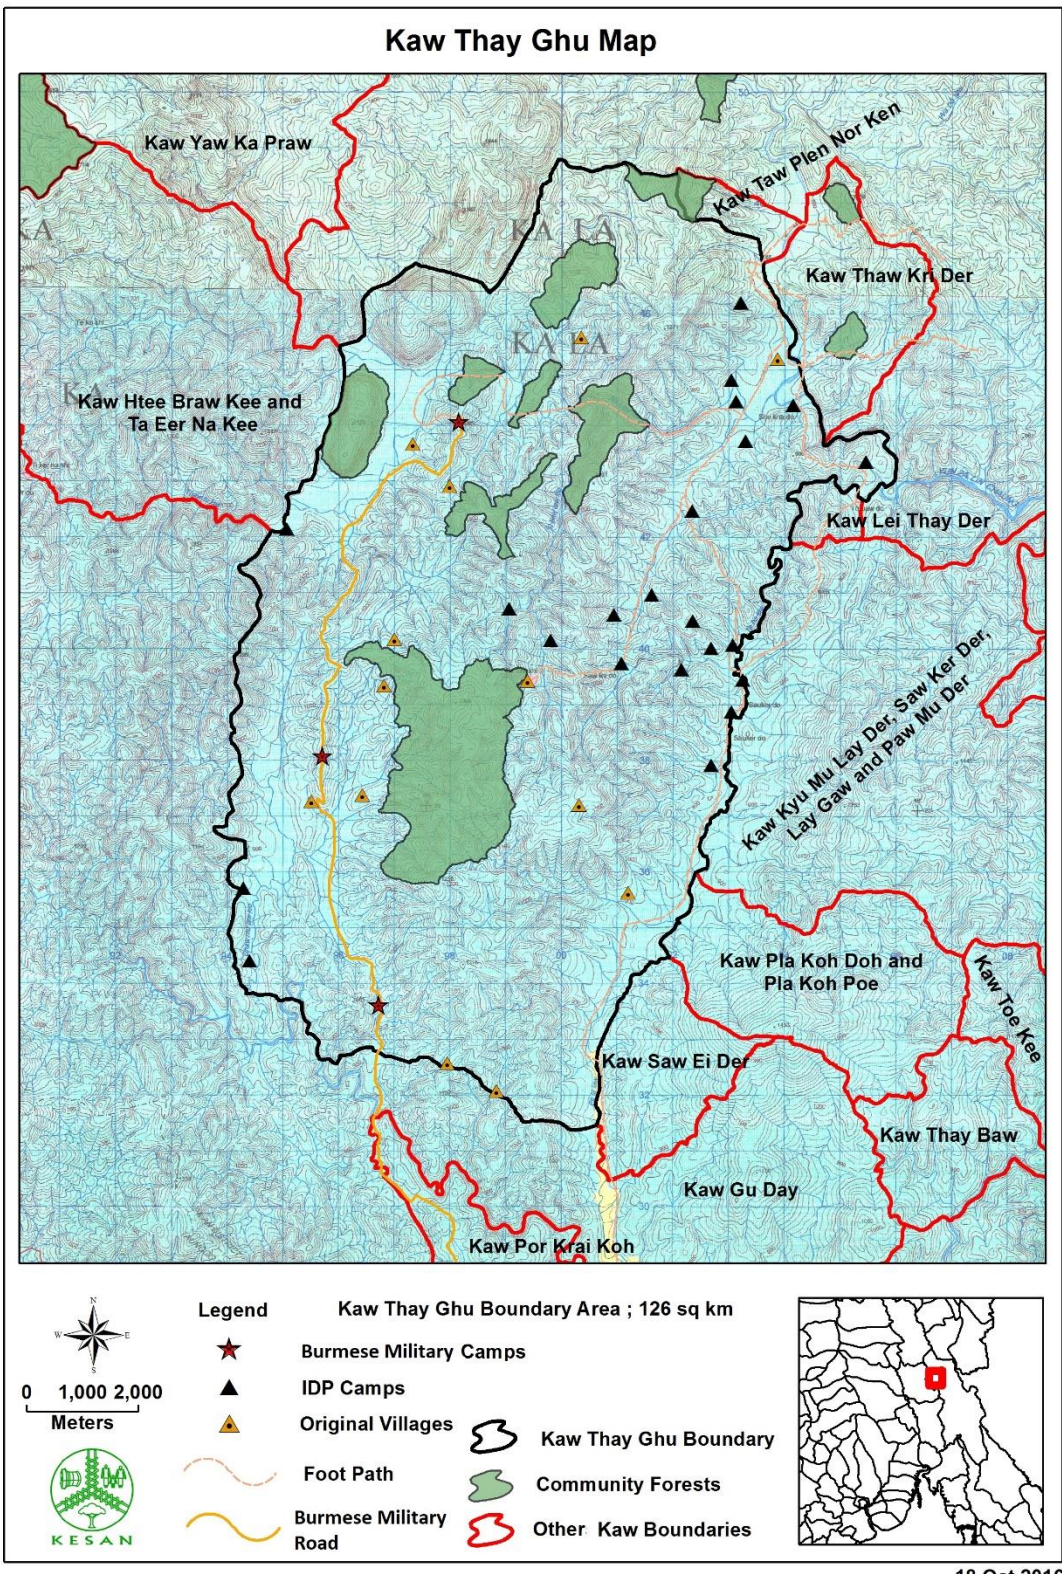 Kaw Thay Ghu Map
Kaw Yaw Ka Praw
Kaw Taw Plen Nor Ken
KA LA
Kaw Thaw Kri Der
KA LA
Kaw Htee Braw Kee and
Ta Eer Na Kee
Kaw Lei Thay Der
Kaw Kyu Mu Lay Der, Saw Ker Der,
Lay Gaw and Paw Mu Der
Kaw Pla Koh Doh and
Pla Koh Poe
Kaw Toe Kee
Kaw Saw Ei Der
Kaw Thay Baw
Kaw Gu Day
Kaw Por Krai Koh
N
W E
S
0 1,000 2,000
Meters
KESAN
Legend
Kaw Thay Ghu Boundary Area ; 126 sq km
Burmese Military Camps
IDP Camps
Original Villages
Foot Path
Burmese Military
Road
Kaw Thay Ghu Boundary
Community Forests
Other Kaw Boundaries